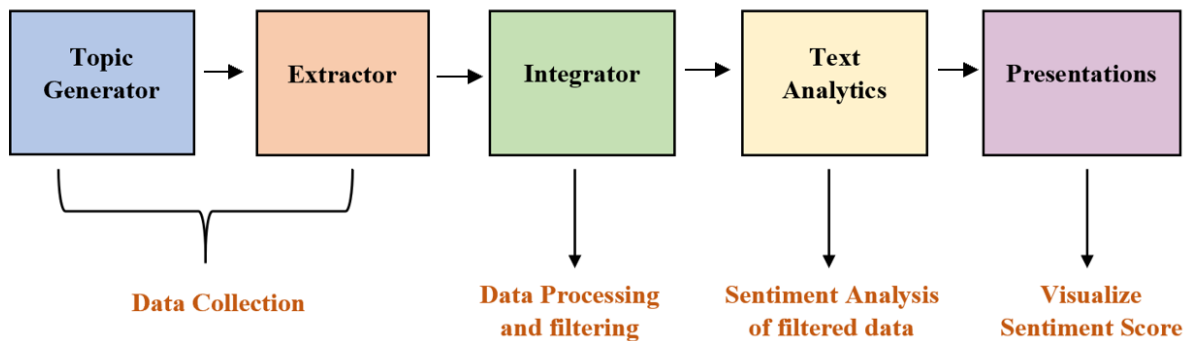 Topic
Generator
Extractor
Integrator
Text
Analytics
Presentations
Data Collection
Data Processing
and filtering
Sentiment Analysis
of filtered data
Visualize
Sentiment Score